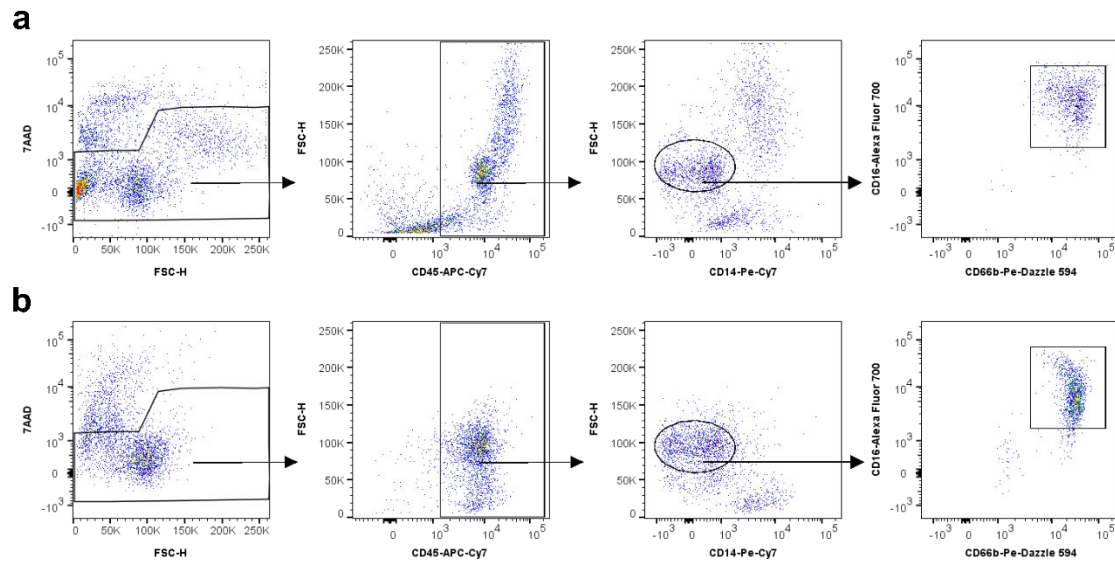 a
7AAD
10^5
10^4
10^3
0
-10^3
0 50K 100K 150K 200K 250K
FSC-H
FSC-H
250K
200K
150K
100K
50K
0
10^3 10^4 10^5
CD45-APC-Cy7
FSC-H
250K
200K
150K
100K
50K
0
-10^3 0 10^3 10^4 10^5
CD14-Pe-Cy7
CD16-Alexa Fluor 700
10^5
10^4
10^3
0
-10^3
-10^3 0 10^3 10^4 10^5
CD66b-Pe-Dazzle 594
b
7AAD
10^5
10^4
10^3
0
-10^3
0 50K 100K 150K 200K 250K
FSC-H
FSC-H
250K
200K
150K
100K
50K
0
10^3 10^4 10^5
CD45-APC-Cy7
FSC-H
250K
200K
150K
100K
50K
0
-10^3 0 10^3 10^4 10^5
CD14-Pe-Cy7
CD16-Alexa Fluor 700
10^5
10^4
10^3
0
-10^3
-10^3 0 10^3 10^4 10^5
CD66b-Pe-Dazzle 594